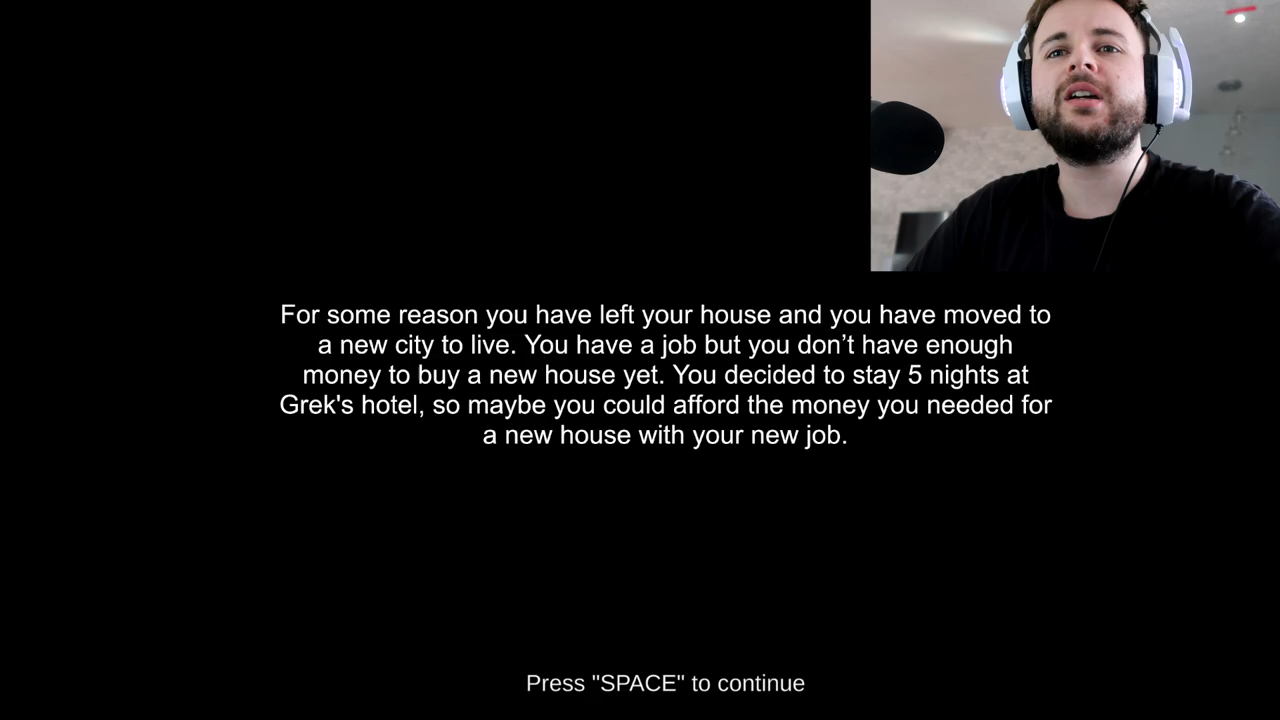 For some reason you have left your house and you have moved to
a new city to live. You have a job but you don’t have enough
money to buy a new house yet. You decided to stay 5 nights at
Grek's hotel, so maybe you could afford the money you needed for
a new house with your new job.
Press "SPACE" to continue